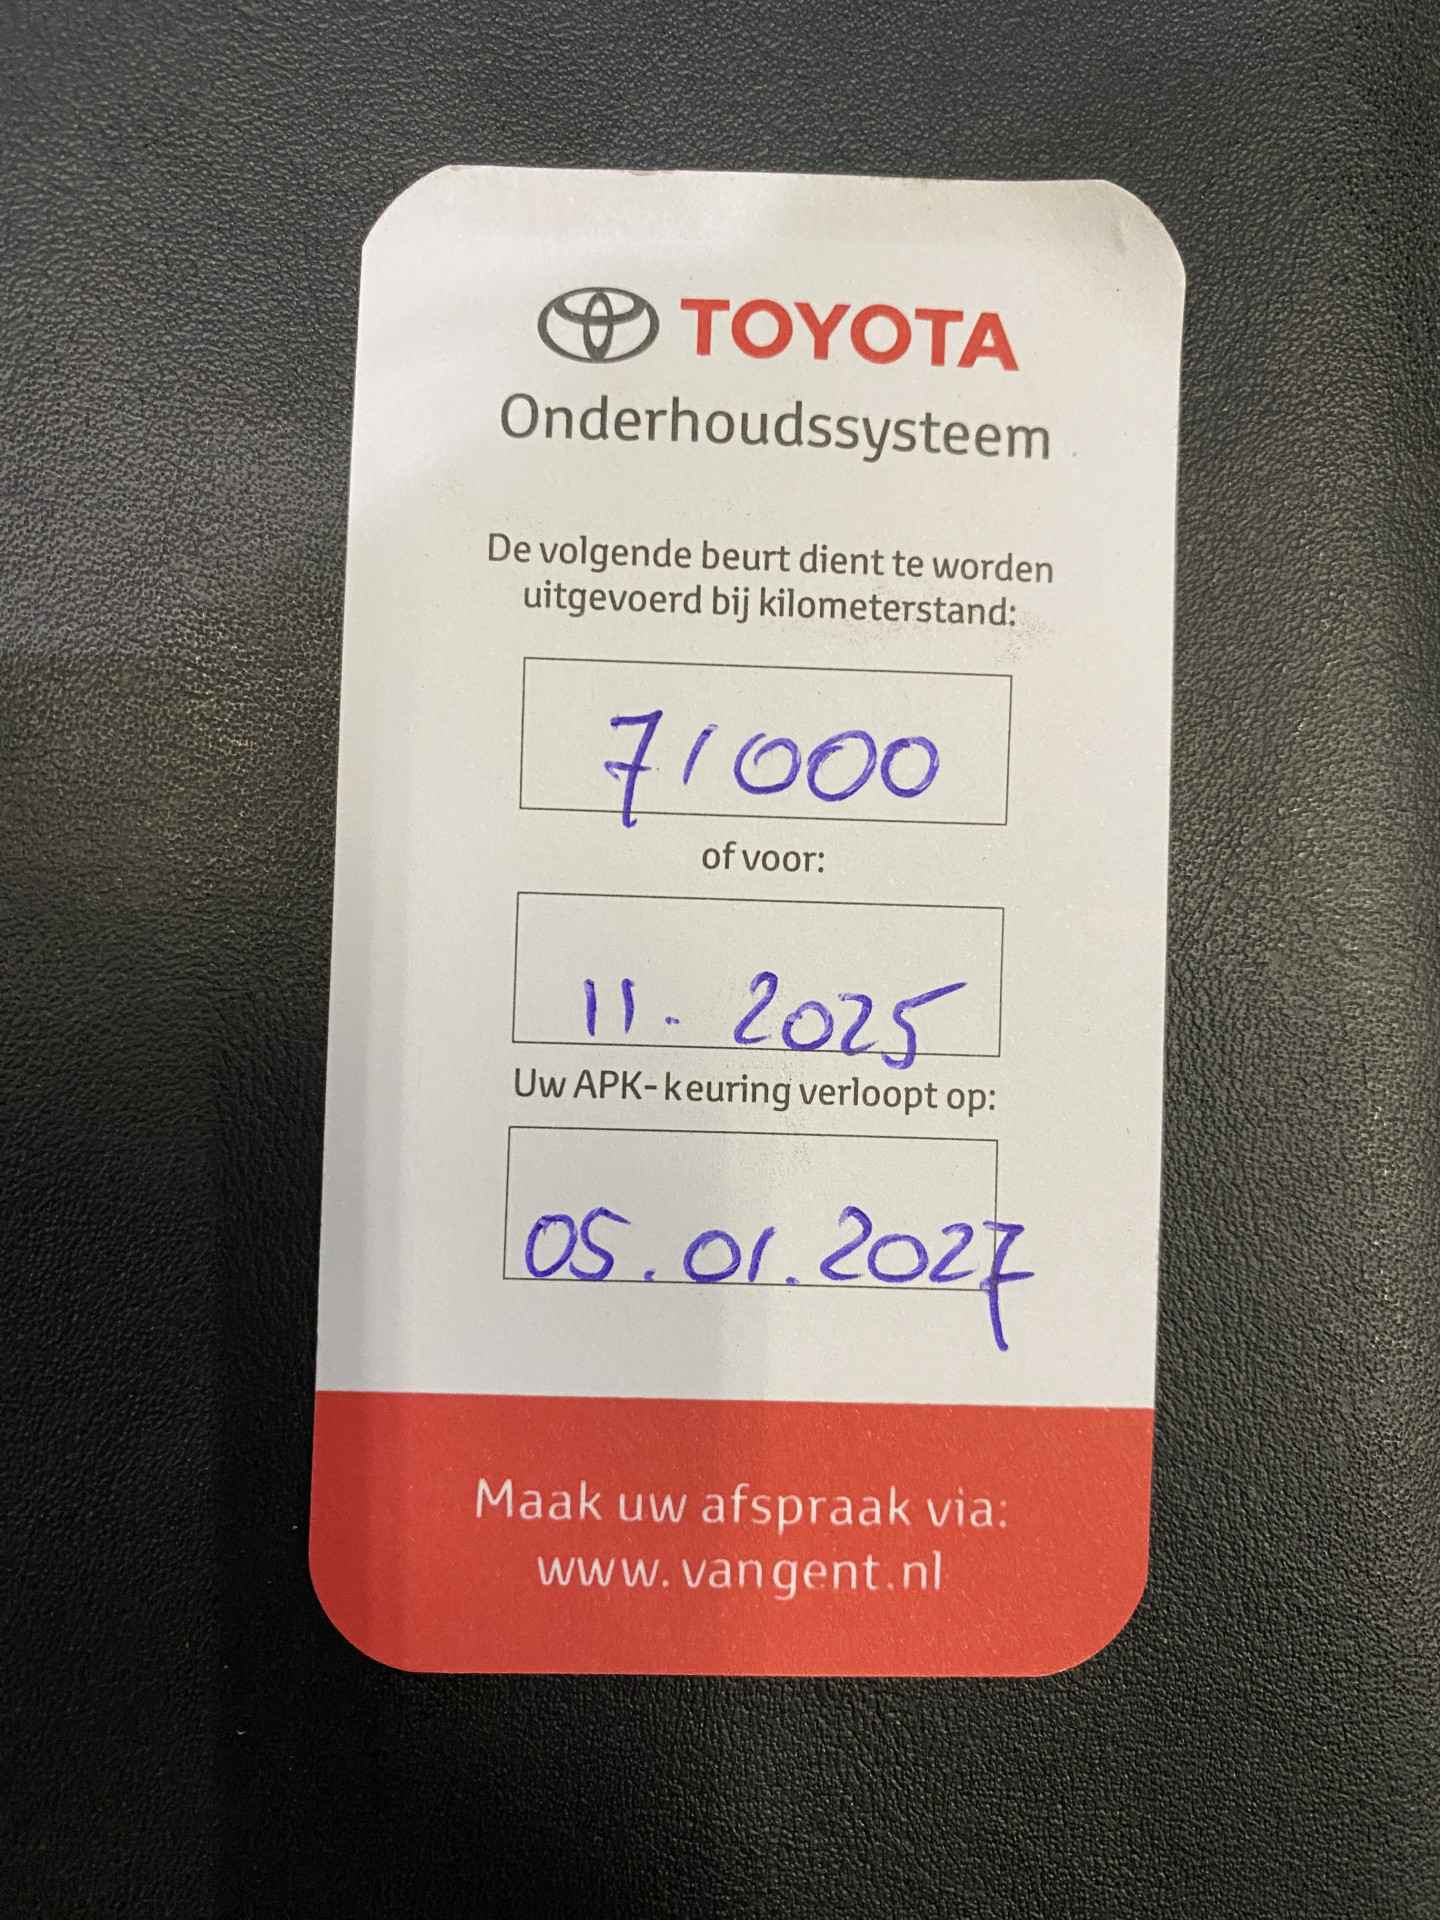 TOYOTA
Onderhoudssysteem
De volgende beurt dient te worden
uitgevoerd bij kilometerstand:
71000
of voor:
11. 2025
Uw APK-keuring verloopt op:
05.01.2027
Maak uw afspraak via:
www.vangent.nl